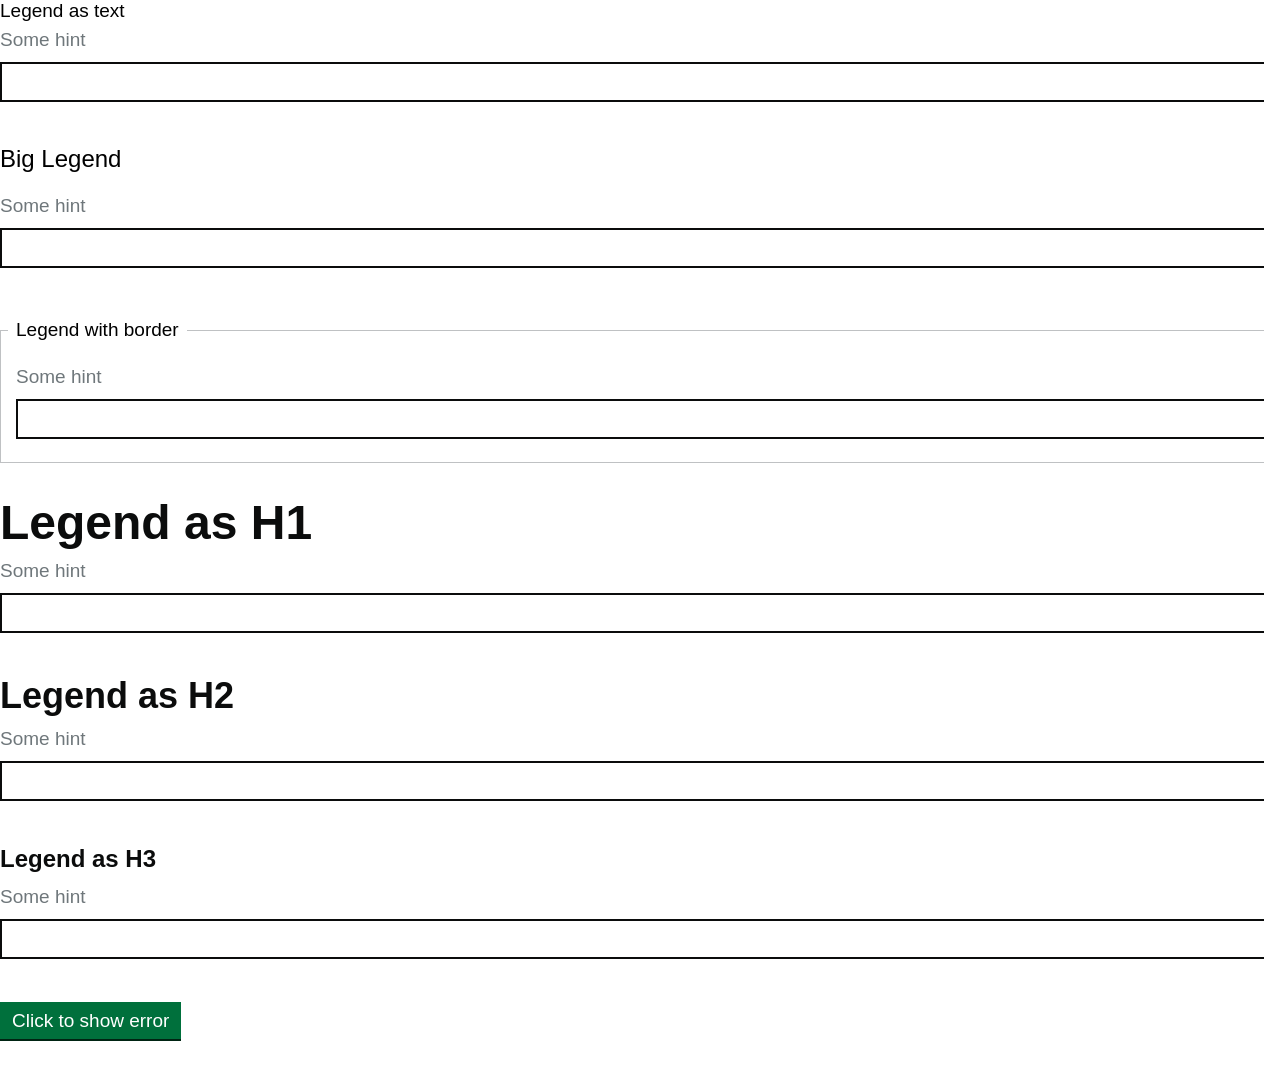 Legend as text
Some hint
Big Legend
Some hint
Legend with border
Some hint
Legend as H1
Some hint
Legend as H2
Some hint
Legend as H3
Some hint
Click to show error